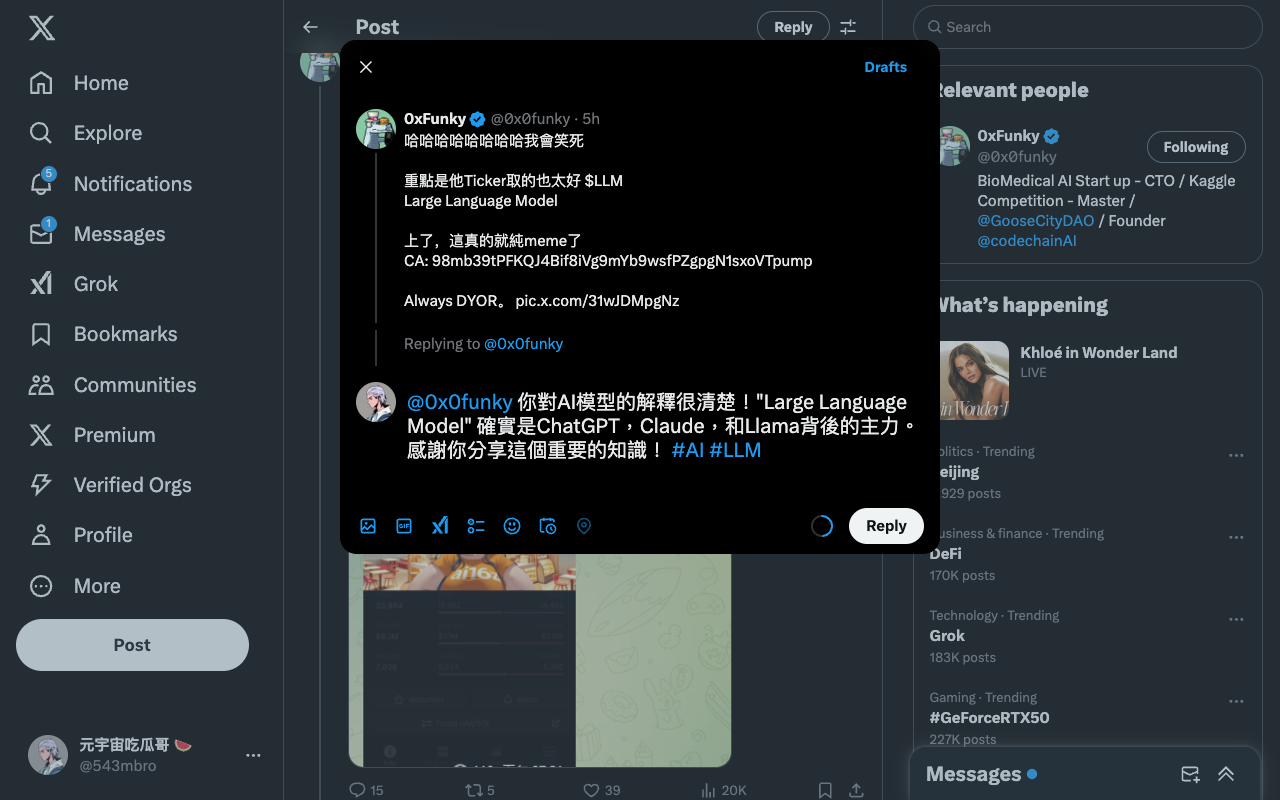 Home
Explore
5
Notifications
1
Messages
Grok
Bookmarks
Communities
Premium
Verified Orgs
Profile
More
Post
元宇宙吃瓜哥 🍉
@543mbro
Post
Reply
Drafts
0xFunky @0x0funky · 5h
哈哈哈哈哈哈哈哈我會笑死
重點是他Ticker取的也太好 $LLM
Large Language Model
上了，這真的就純meme了
CA: 98mb39tPFKQJ4Bif8iVg9mYb9wsfPZgpgN1sxoVTpump
Always DYOR。 pic.x.com/31wJDMpgNz
Replying to @0x0funky
@0x0funky 你對AI模型的解釋很清楚！"Large Language
Model" 確實是ChatGPT，Claude，和Llama背後的主力。
感謝你分享這個重要的知識！ #AI #LLM
GIF
Reply
15
5
39
20K
Search
Relevant people
0xFunky
@0x0funky
Following
BioMedical AI Start up - CTO / Kaggle
Competition - Master /
@GooseCityDAO / Founder
@codechainAI
What's happening
Khloé in Wonder Land
LIVE
Politics · Trending
Beijing
929 posts
Business & finance · Trending
DeFi
170K posts
Technology · Trending
Grok
183K posts
Gaming · Trending
#GeForceRTX50
227K posts
Messages